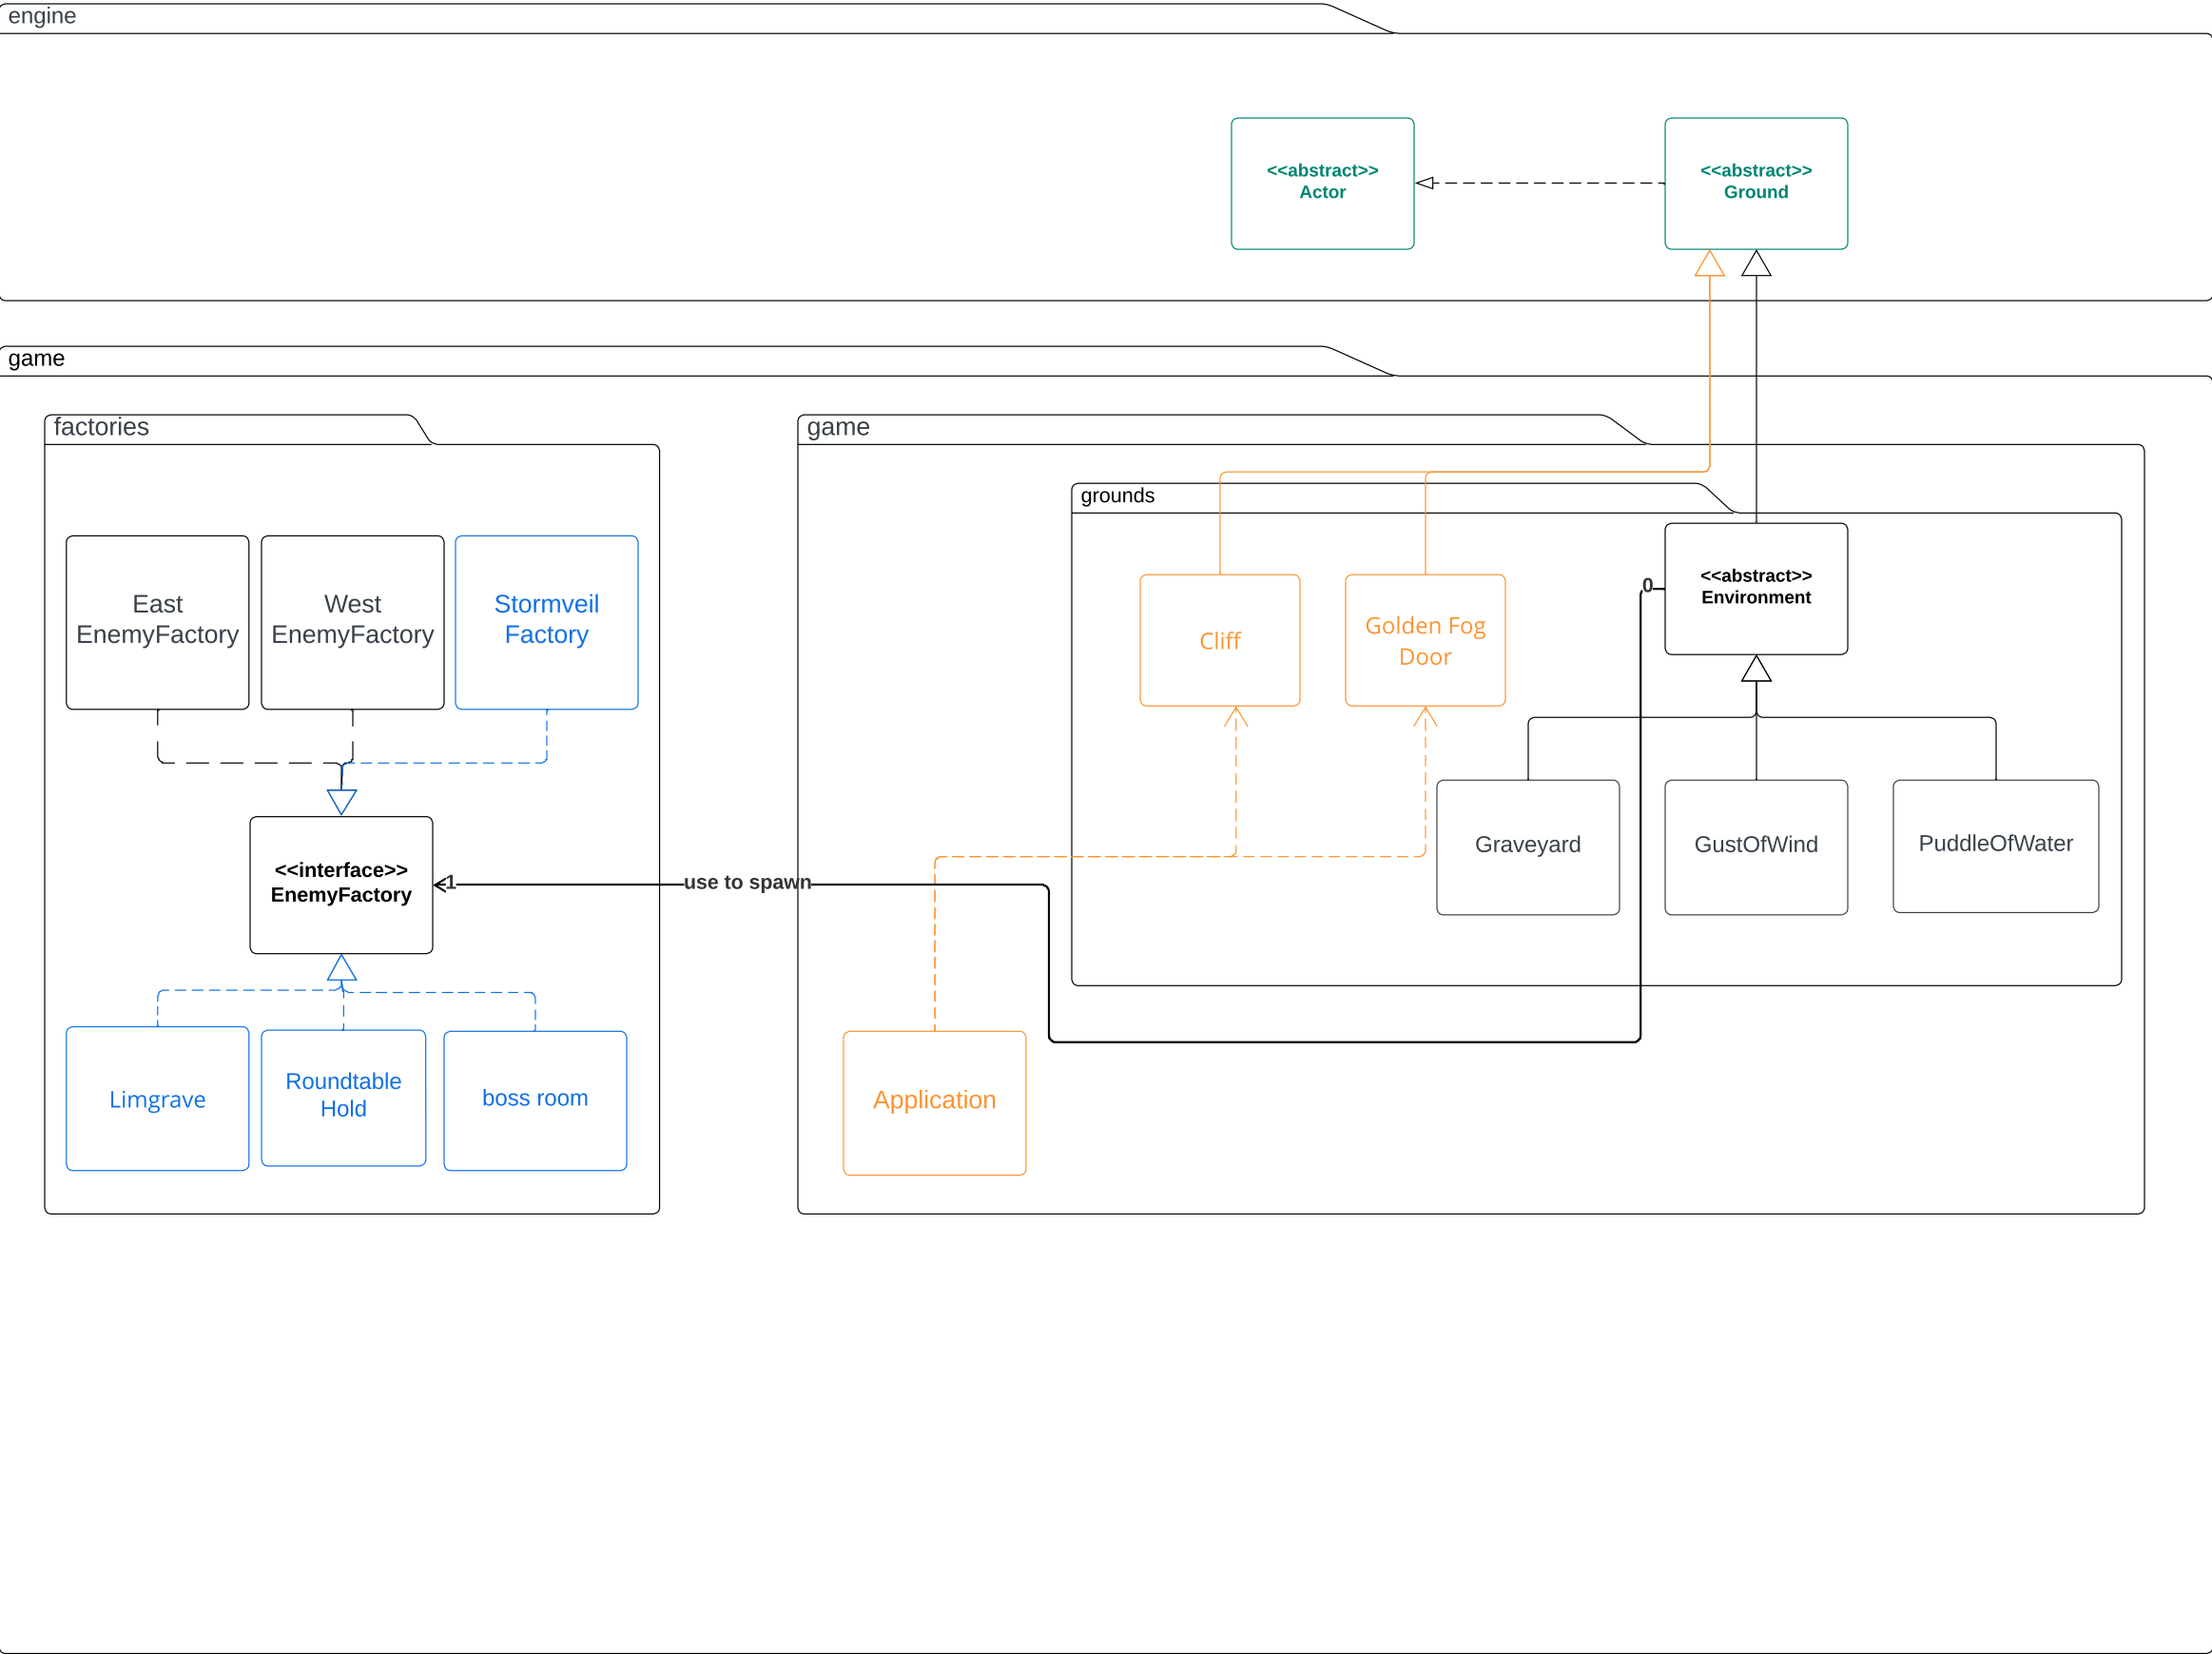 engine
<<abstract>>
Actor
<<abstract>>
Ground
game
factories
game
grounds
East
EnemyFactory
West
EnemyFactory
Stormveil
Factory
Cliff
Golden Fog
Door
0
<<abstract>>
Environment
Graveyard
GustOfWind
PuddleOfWater
<<interface>>
EnemyFactory
1
use to spawn
Limgrave
Roundtable
Hold
boss room
Application